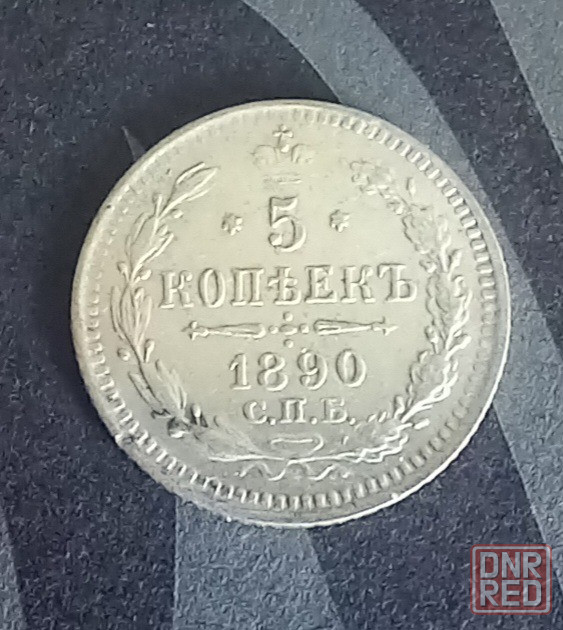 * 5 *
КОПѢЕКЪ
1890
С.П.Б.
DNR
RED